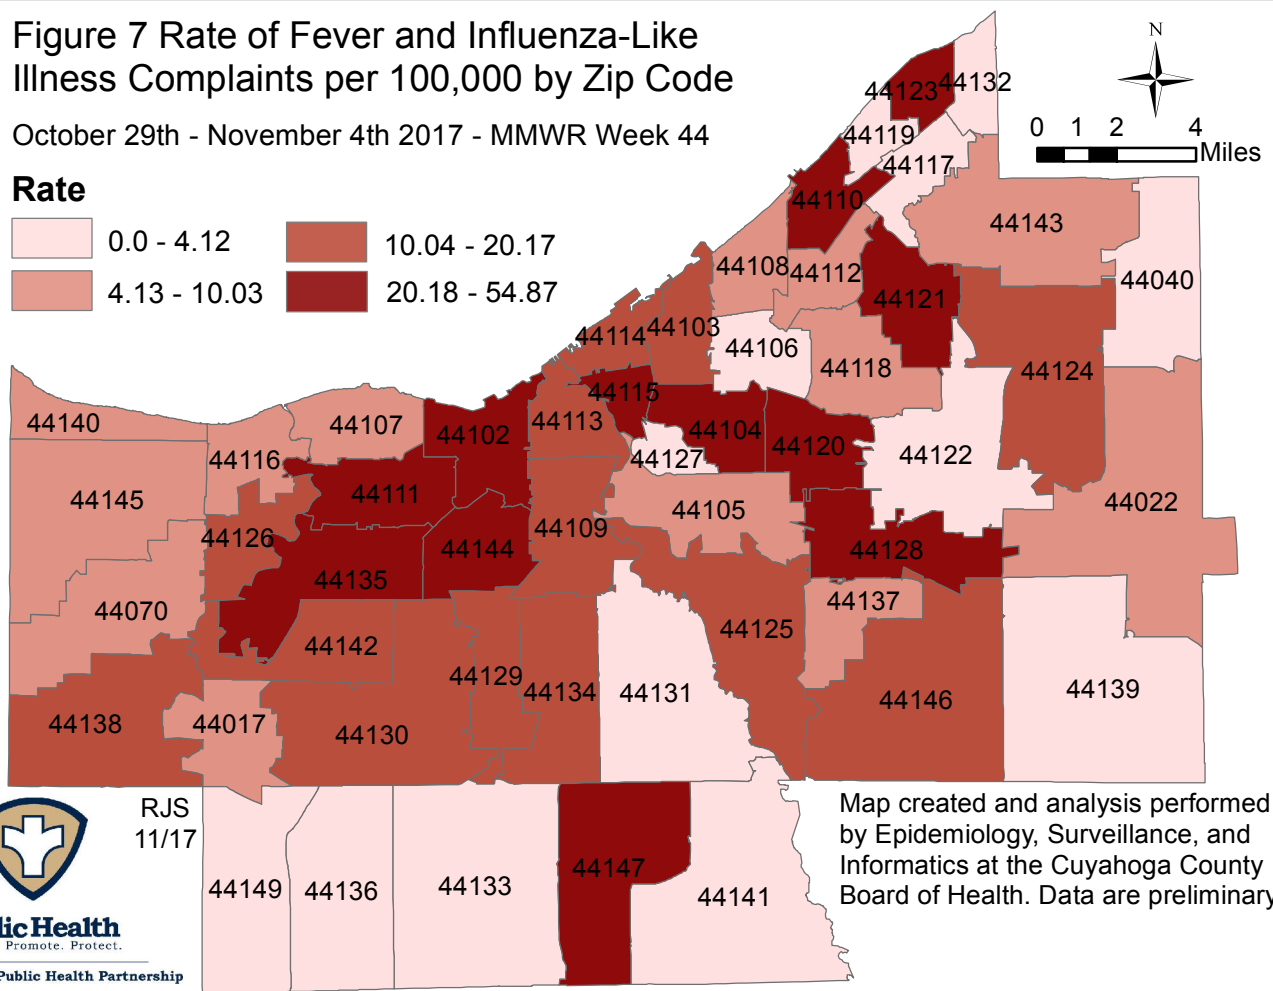 Figure 7 Rate of Fever and Influenza-Like
Illness Complaints per 100,000 by Zip Code
October 29th - November 4th 2017 - MMWR Week 44
Rate
0.0 - 4.12
10.04 - 20.17
4.13 - 10.03
20.18 - 54.87
N
0 1 2 4
Miles
44123
44132
44119
44117
44110
44143
44108
44112
44040
44121
44114
44103
44106
44118
44124
44115
44140
44107
44102
44113
44104
44120
44122
44116
44127
44145
44111
44105
44022
44126
44109
44144
44128
44135
44070
44137
44142
44125
44129
44134
44131
44139
44146
44138
44017
44130
44147
44149
44136
44133
44141
RJS
11/17
Map created and analysis performed
by Epidemiology, Surveillance, and
Informatics at the Cuyahoga County
Board of Health. Data are preliminary
lic Health
Promote. Protect.
Public Health Partnership